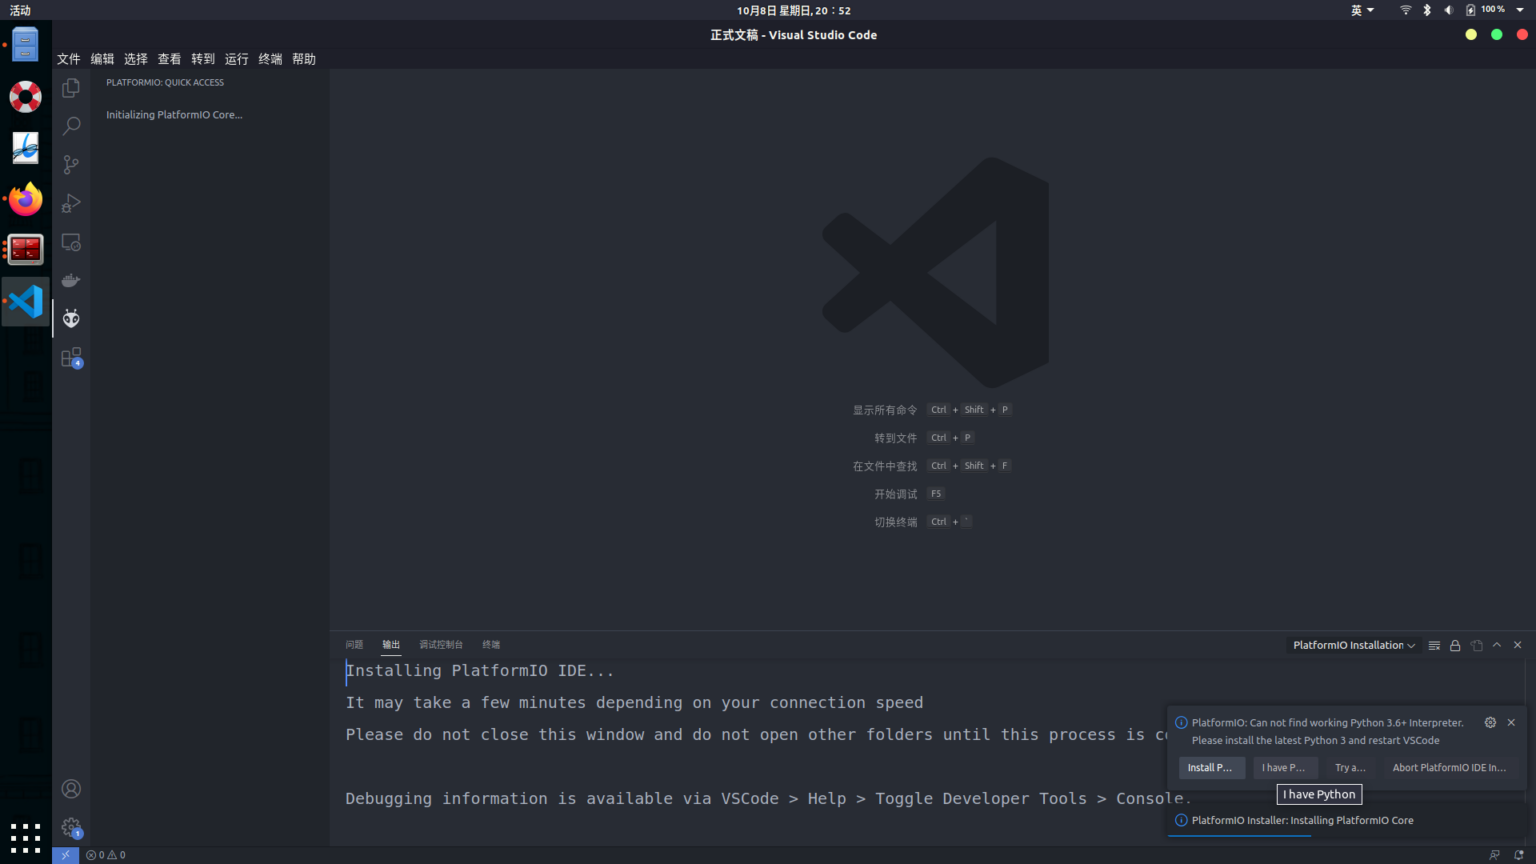 活动
10月8日 星期日, 20：52
英
100 %
正式文稿 - Visual Studio Code
文件 编辑 选择 查看 转到 运行 终端 帮助
PLATFORMIO: QUICK ACCESS
Initializing PlatformIO Core...
4
显示所有命令 Ctrl + Shift + P
转到文件 Ctrl + P
在文件中查找 Ctrl + Shift + F
开始调试 F5
切换终端 Ctrl + `
问题 输出 调试控制台 终端
PlatformIO Installation
Installing PlatformIO IDE...
It may take a few minutes depending on your connection speed
Please do not close this window and do not open other folders until this process is co
Debugging information is available via VSCode > Help > Toggle Developer Tools > Console.
PlatformIO: Can not find working Python 3.6+ Interpreter.
Please install the latest Python 3 and restart VSCode
Install P... I have P... Try a... Abort PlatformIO IDE In...
I have Python
PlatformIO Installer: Installing PlatformIO Core
1
0 0